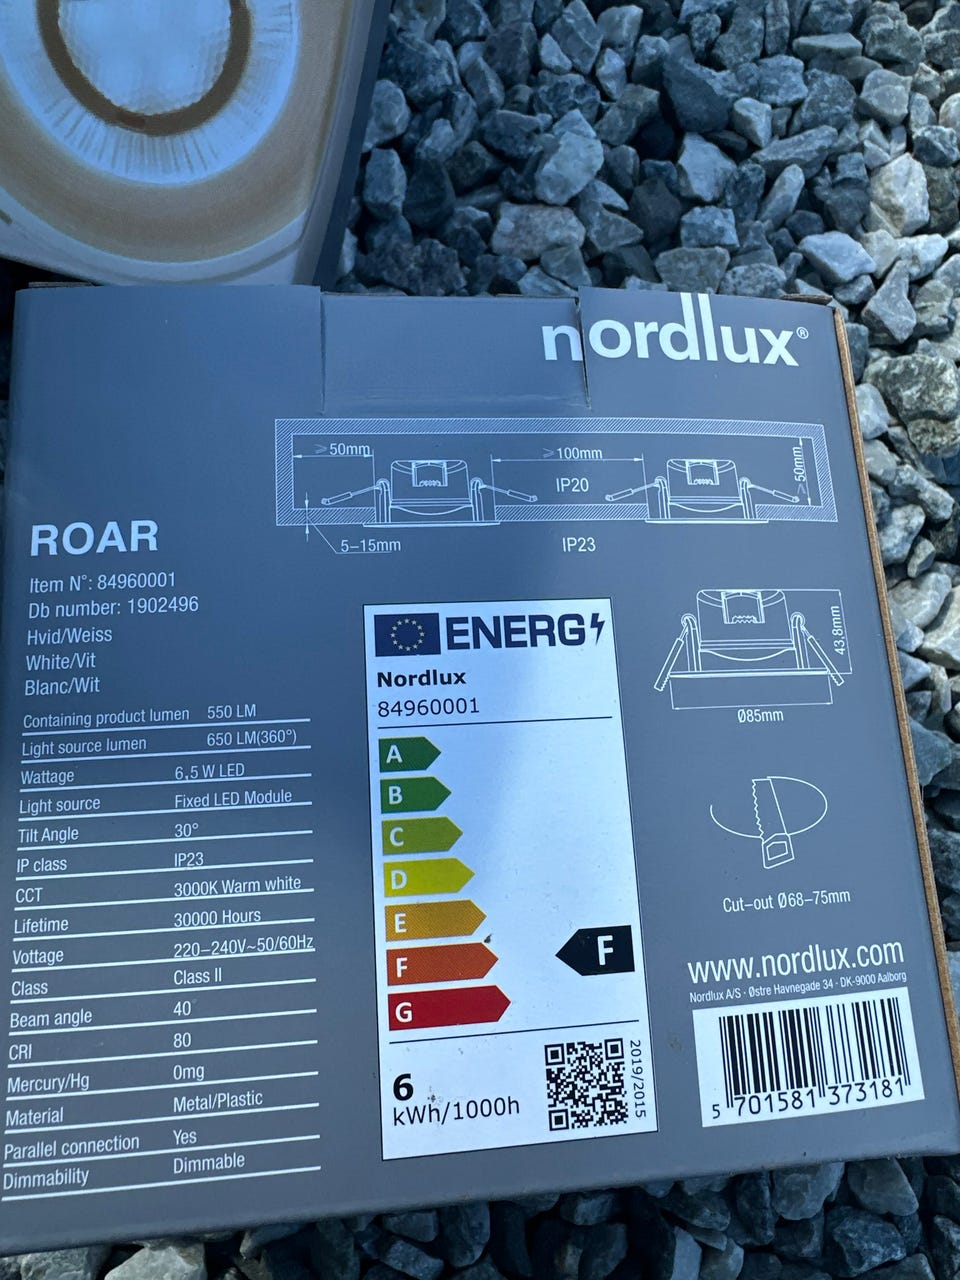 nordlux®
≥50mm
≥100mm
≥50mm
IP20
5–15mm
IP23
ROAR
Item N°: 84960001
Db number: 1902496
Hvid/Weiss
White/Vit
Blanc/Wit
Containing product lumen 550 LM
Light source lumen 650 LM(360°)
Wattage 6,5 W LED
Light source Fixed LED Module
Tilt Angle 30°
IP class IP23
CCT 3000K Warm white
Lifetime 30000 Hours
Vottage 220–240V~50/60Hz
Class Class II
Beam angle 40
CRI 80
Mercury/Hg 0mg
Material Metal/Plastic
Parallel connection Yes
Dimmability Dimmable
ENERG
Nordlux
84960001
A
B
C
D
E
F
F
G
6
kWh/1000h
2019/2015
43.8mm
Ø85mm
Cut-out Ø68–75mm
www.nordlux.com
Nordlux A/S · Østre Havnegade 34 · DK-9000 Aalborg
5 701581 373181